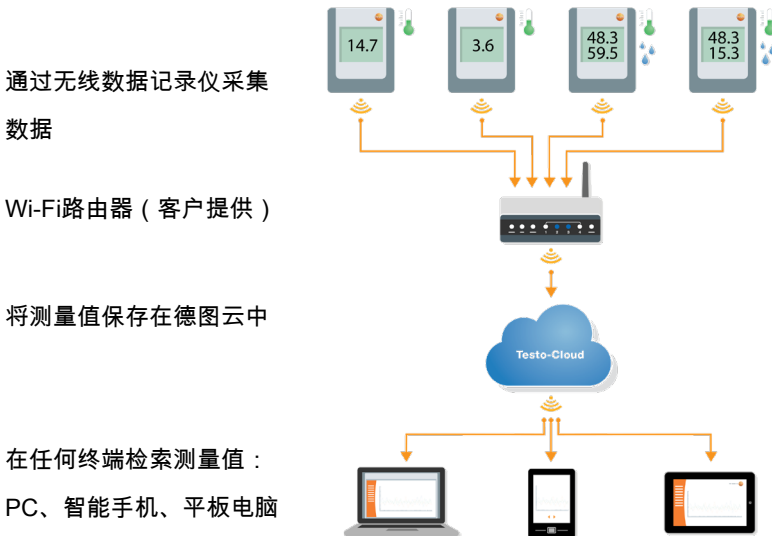 14.7
3.6
48.3
59.5
48.3
15.3
通过无线数据记录仪采集
数据
Wi-Fi路由器（客户提供）
将测量值保存在德图云中
Testo-Cloud
在任何终端检索测量值：
PC、智能手机、平板电脑